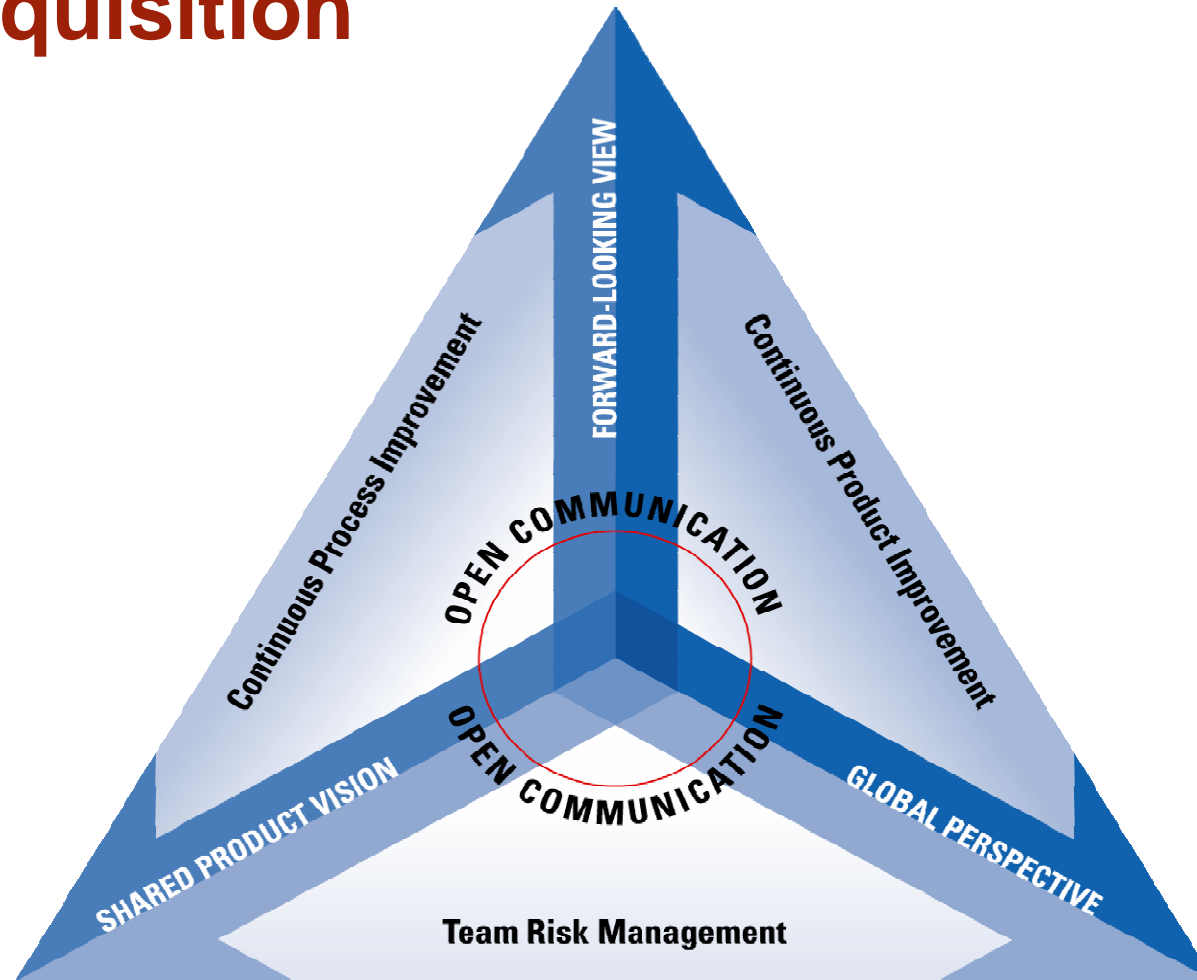 quisition
FORWARD-LOOKING VIEW
Continuous Process Improvement
Continuous Product Improvement
OPEN COMMUNICATION
OPEN COMMUNICATION
SHARED PRODUCT VISION
GLOBAL PERSPECTIVE
Team Risk Management